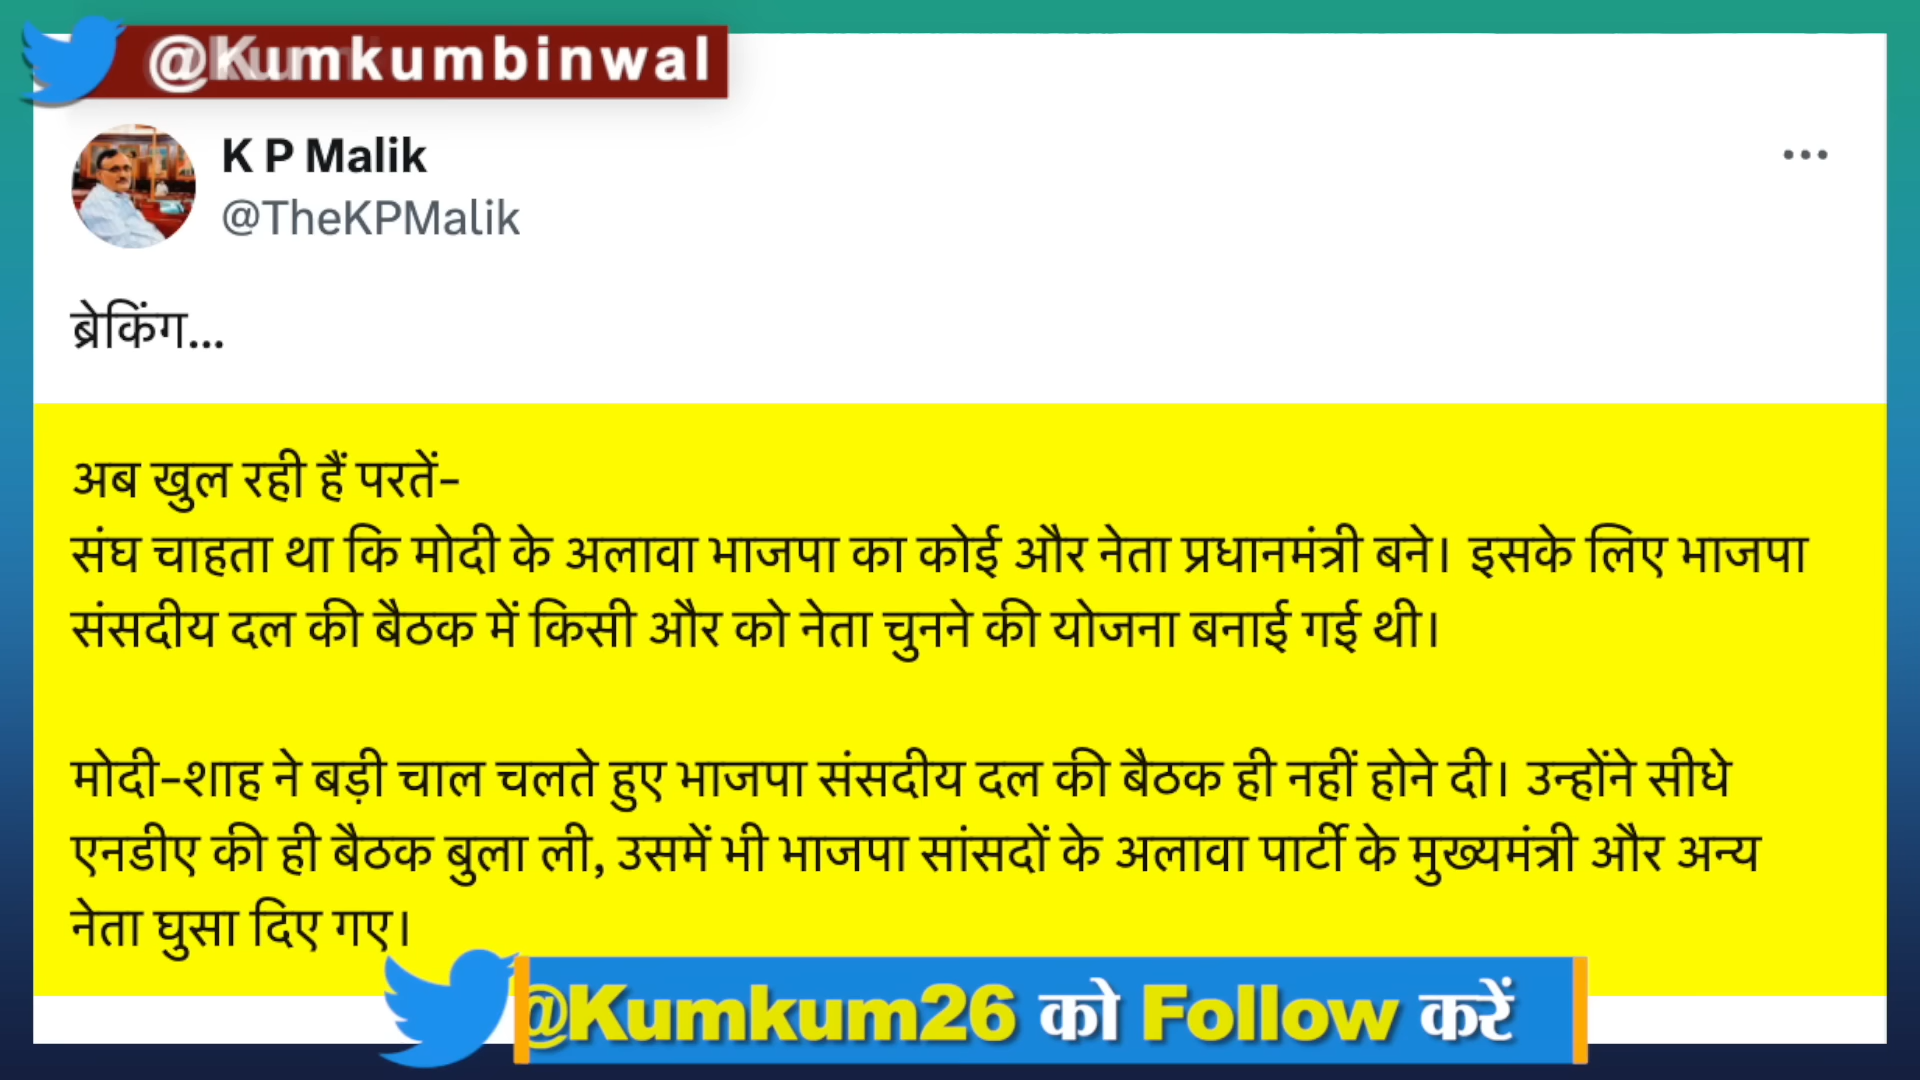 @Kumkumbinwal
K P Malik
@TheKPMalik
ब्रेकिंग...
अब खुल रही हैं परतें-
संघ चाहता था कि मोदी के अलावा भाजपा का कोई और नेता प्रधानमंत्री बने। इसके लिए भाजपा
संसदीय दल की बैठक में किसी और को नेता चुनने की योजना बनाई गई थी।
मोदी-शाह ने बड़ी चाल चलते हुए भाजपा संसदीय दल की बैठक ही नहीं होने दी। उन्होंने सीधे
एनडीए की ही बैठक बुला ली, उसमें भी भाजपा सांसदों के अलावा पार्टी के मुख्यमंत्री और अन्य
नेता घुसा दिए गए।
@Kumkum26 को Follow करें